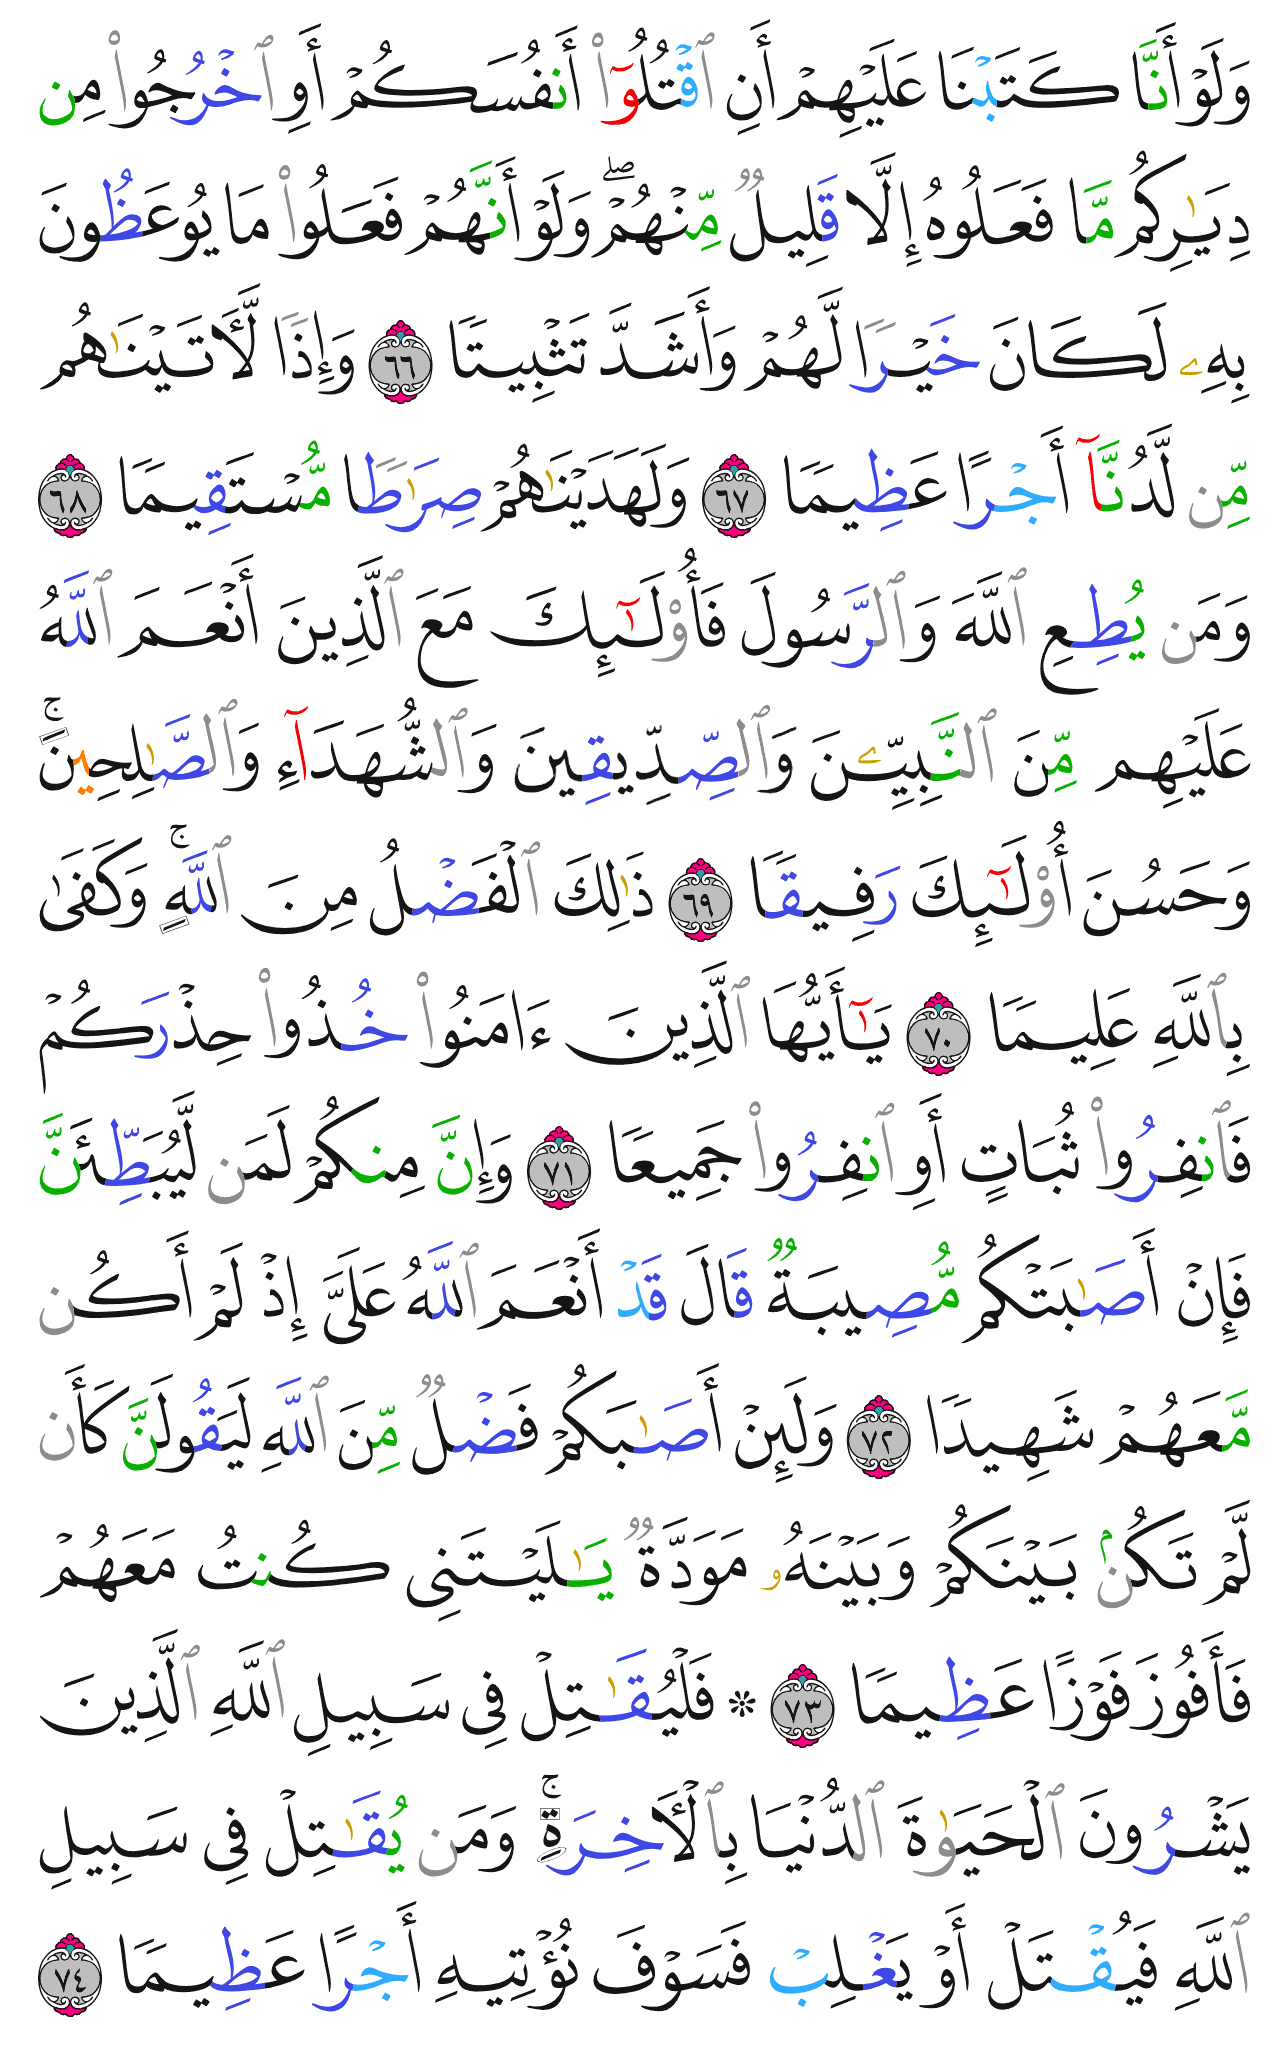 وَلَوْ أَنَّا كَتَبْنَا عَلَيْهِمْ أَنِ ٱقْتُلُوٓا۟ أَنفُسَكُمْ أَوِ ٱخْرُجُوا۟ مِن
دِيَـٰرِكُم مَّا فَعَلُوهُ إِلَّا قَلِيلٌ مِّنْهُمْ ۖ وَلَوْ أَنَّهُمْ فَعَلُوا۟ مَا يُوعَظُونَ
بِهِۦ لَكَانَ خَيْرًا لَّهُمْ وَأَشَدَّ تَثْبِيتًا ٦٦ وَإِذًا لَّـَٔاتَيْنَـٰهُم
مِّن لَّدُنَّآ أَجْرًا عَظِيمًا ٦٧ وَلَهَدَيْنَـٰهُمْ صِرَٰطًا مُّسْتَقِيمًا ٦٨
وَمَن يُطِعِ ٱللَّهَ وَٱلرَّسُولَ فَأُو۟لَـٰٓئِكَ مَعَ ٱلَّذِينَ أَنْعَمَ ٱللَّهُ
عَلَيْهِم مِّنَ ٱلنَّبِيِّـۧنَ وَٱلصِّدِّيقِينَ وَٱلشُّهَدَآءِ وَٱلصَّـٰلِحِينَ ۚ
وَحَسُنَ أُو۟لَـٰٓئِكَ رَفِيقًا ٦٩ ذَٰلِكَ ٱلْفَضْلُ مِنَ ٱللَّهِ ۚ وَكَفَىٰ
بِٱللَّهِ عَلِيمًا ٧٠ يَـٰٓأَيُّهَا ٱلَّذِينَ ءَامَنُوا۟ خُذُوا۟ حِذْرَكُمْ
فَٱنفِرُوا۟ ثُبَاتٍ أَوِ ٱنفِرُوا۟ جَمِيعًا ٧١ وَإِنَّ مِنكُمْ لَمَن لَّيُبَطِّئَنَّ
فَإِنْ أَصَـٰبَتْكُم مُّصِيبَةٌ قَالَ قَدْ أَنْعَمَ ٱللَّهُ عَلَىَّ إِذْ لَمْ أَكُن
مَّعَهُمْ شَهِيدًا ٧٢ وَلَئِنْ أَصَـٰبَكُمْ فَضْلٌ مِّنَ ٱللَّهِ لَيَقُولَنَّ كَأَن
لَّمْ تَكُنۢ بَيْنَكُمْ وَبَيْنَهُۥ مَوَدَّةٌ يَـٰلَيْتَنِى كُنتُ مَعَهُمْ
فَأَفُوزَ فَوْزًا عَظِيمًا ٧٣ ۞ فَلْيُقَـٰتِلْ فِى سَبِيلِ ٱللَّهِ ٱلَّذِينَ
يَشْرُونَ ٱلْحَيَوٰةَ ٱلدُّنْيَا بِٱلْـَٔاخِرَةِ ۚ وَمَن يُقَـٰتِلْ فِى سَبِيلِ
ٱللَّهِ فَيُقْتَلْ أَوْ يَغْلِبْ فَسَوْفَ نُؤْتِيهِ أَجْرًا عَظِيمًا ٧٤